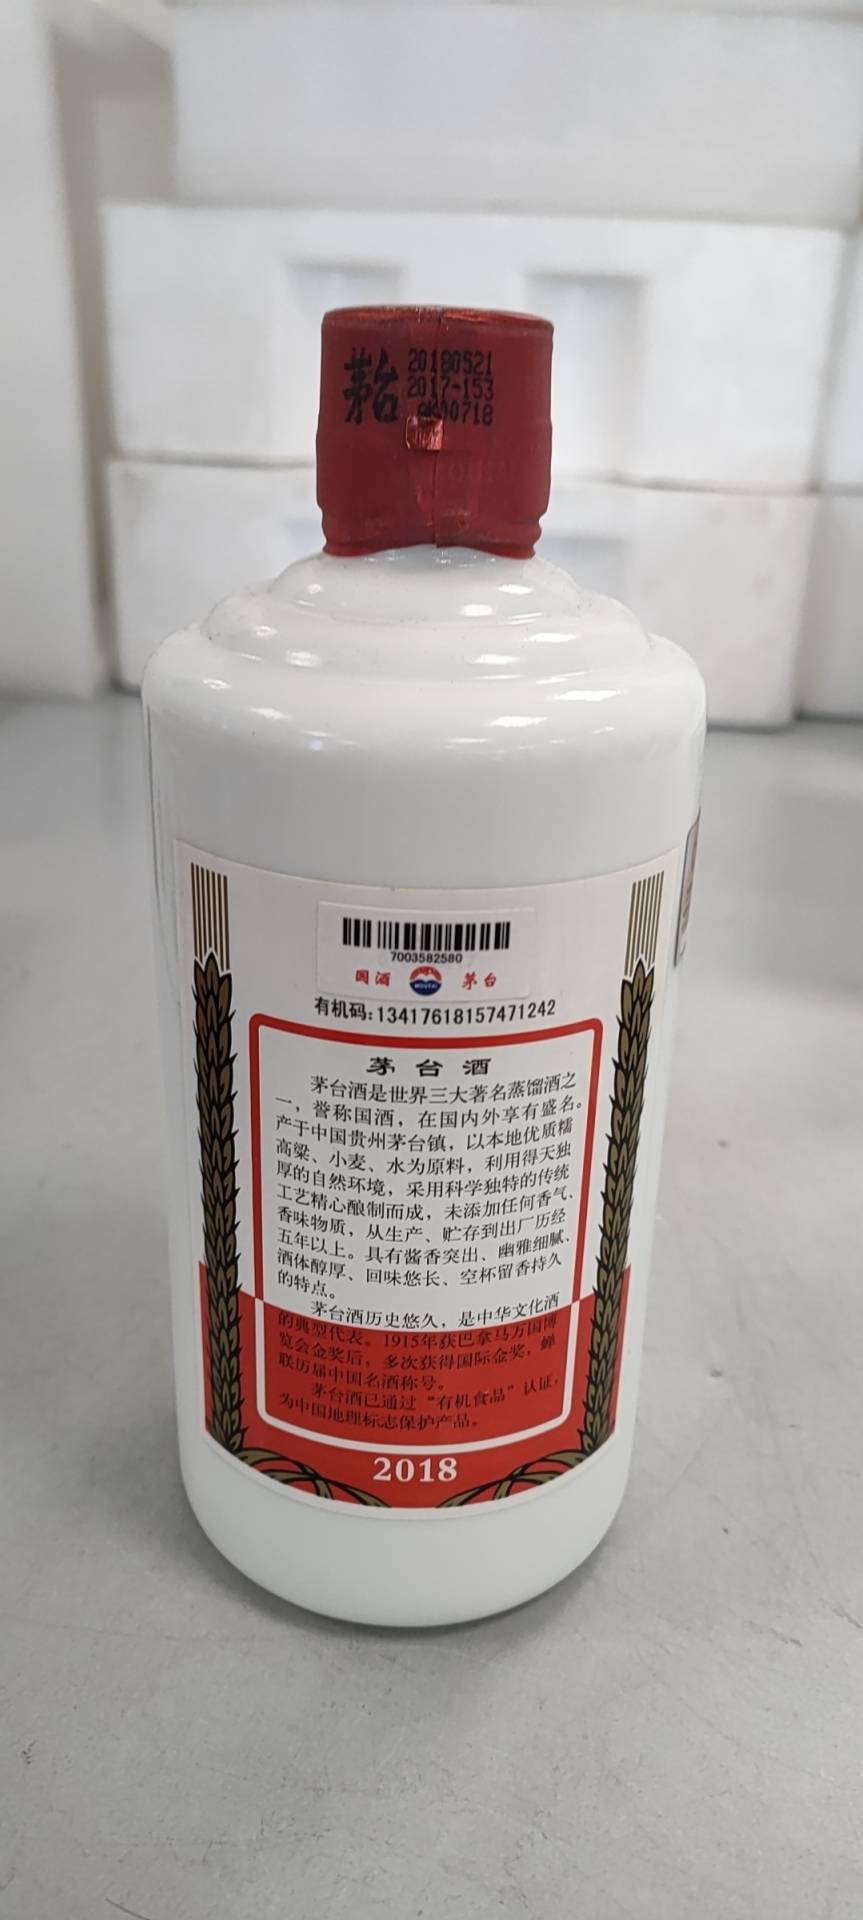 茅台
20180521
2017-153
00718
7003582580
国酒
MOUTAI
茅台
有机码:13417618157471242
茅台酒
茅台酒是世界三大著名蒸馏酒之
一，誉称国酒，在国内外享有盛名。
产于中国贵州茅台镇，以本地优质糯
高粱、小麦、水为原料，利用得天独
厚的自然环境，采用科学独特的传统
工艺精心酿制而成，未添加任何香气、
香味物质，从生产、贮存到出厂历经
五年以上。具有酱香突出、幽雅细腻、
酒体醇厚、回味悠长、空杯留香持久
的特点。
茅台酒历史悠久，是中华文化酒
的典型代表。1915年获巴拿马万国博
览会金奖后，多次获得国际金奖，蝉
联历届中国名酒称号。
茅台酒已通过“有机食品”认证，
为中国地理标志保护产品。
2018